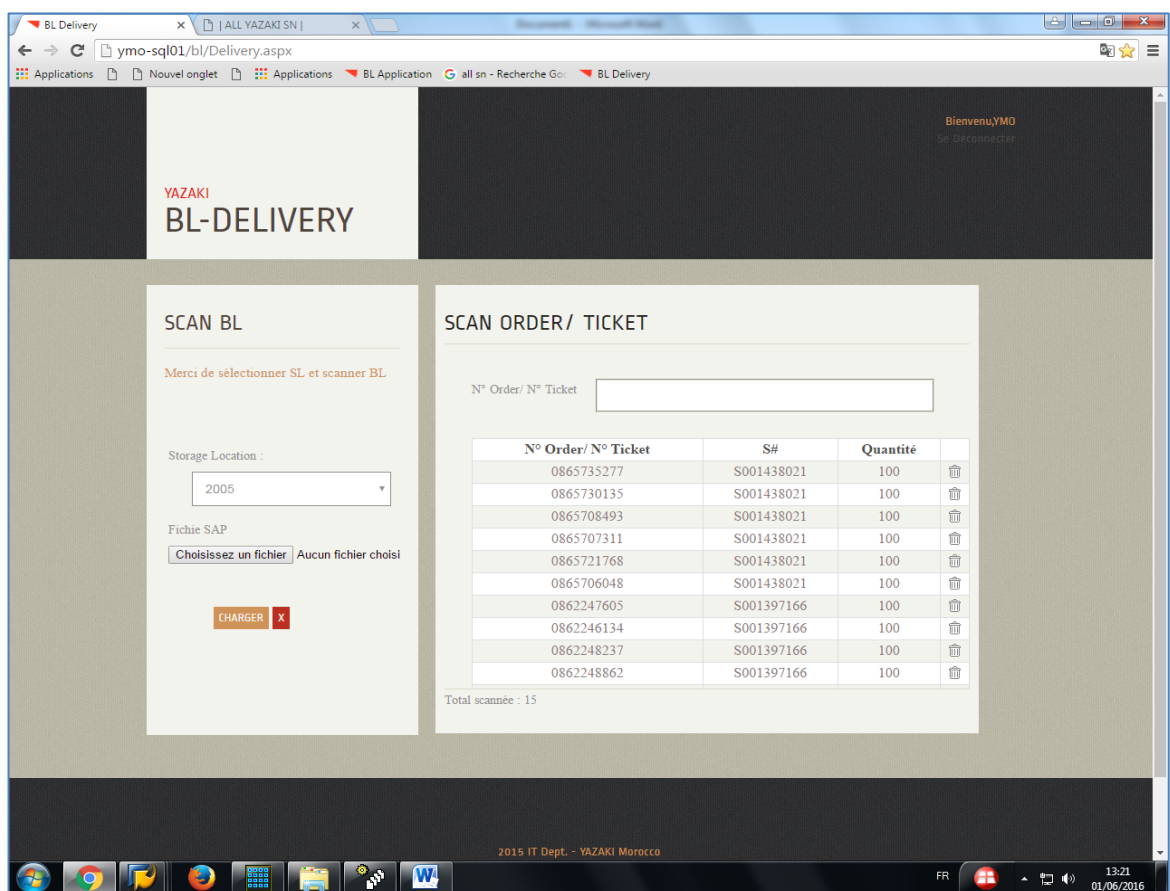 BL Delivery
| ALL YAZAKI SN |
Document1 - Microsoft Word
ymo-sql01/bl/Delivery.aspx
Applications Nouvel onglet Applications BL Application all sn - Recherche Goo BL Delivery
Bienvenu,YMO
Se Déconnecter
YAZAKI
BL-DELIVERY
SCAN BL
Merci de sélectionner SL et scanner BL
Storage Location :
2005
Fichie SAP
Choisissez un fichier Aucun fichier choisi
CHARGER X
SCAN ORDER/ TICKET
N° Order/ N° Ticket
N° Order/ N° Ticket S# Quantité
0865735277 S001438021 100
0865730135 S001438021 100
0865708493 S001438021 100
0865707311 S001438021 100
0865721768 S001438021 100
0865706048 S001438021 100
0862247605 S001397166 100
0862246134 S001397166 100
0862248237 S001397166 100
0862248862 S001397166 100
Total scannée : 15
2015 IT Dept. - YAZAKI Morocco
FR
13:21
01/06/2016